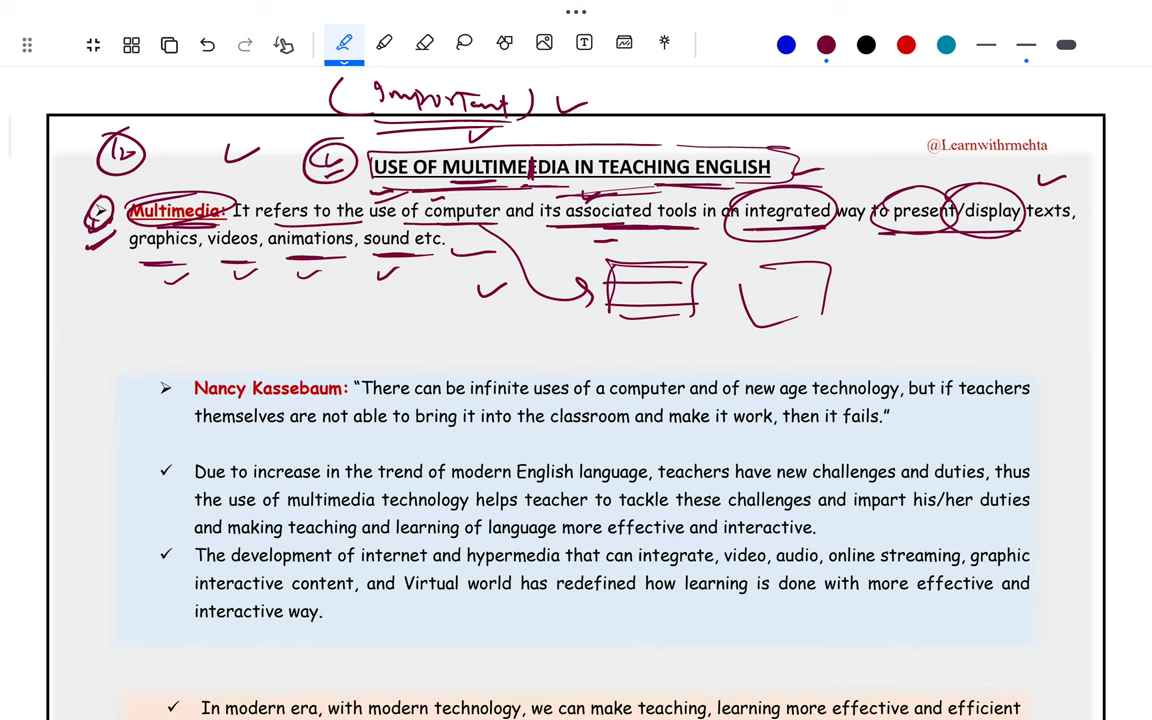 (Important)
@Learnwithrmehta
USE OF MULTIMEDIA IN TEACHING ENGLISH
➢ Multimedia: It refers to the use of computer and its associated tools in an integrated way to present/display texts,
graphics, videos, animations, sound etc.
➢ Nancy Kassebaum: “There can be infinite uses of a computer and of new age technology, but if teachers
themselves are not able to bring it into the classroom and make it work, then it fails.”
✓ Due to increase in the trend of modern English language, teachers have new challenges and duties, thus
the use of multimedia technology helps teacher to tackle these challenges and impart his/her duties
and making teaching and learning of language more effective and interactive.
✓ The development of internet and hypermedia that can integrate, video, audio, online streaming, graphic
interactive content, and Virtual world has redefined how learning is done with more effective and
interactive way.
✓ In modern era, with modern technology, we can make teaching, learning more effective and efficient